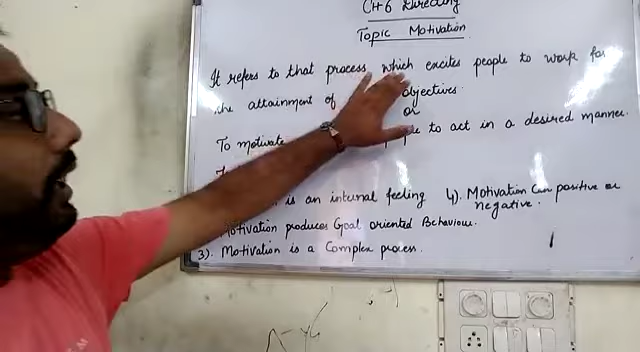 CH 6 Directing
Topic Motivation
It refers to that process which excites people to work for
the attainment of objectives.
or
To motivate to act in a desired manner.
is an internal feeling 4). Motivation Can positive or
negative.
Motivation produces Goal oriented Behaviour.
3). Motivation is a Complex process.